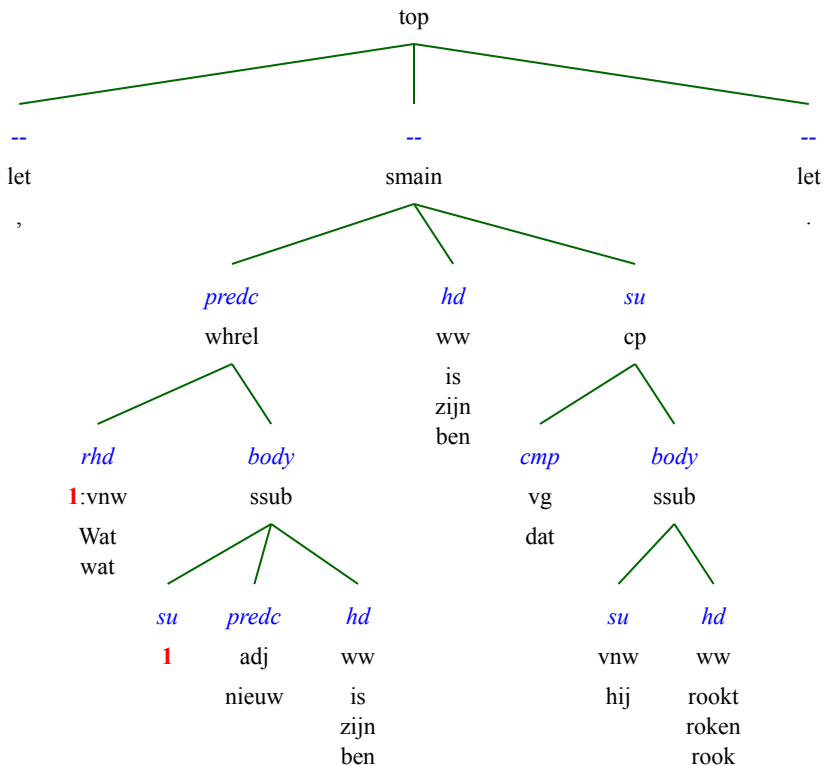 top
-- -- --
let smain let
, .
predc hd su
whrel ww cp
is
zijn
ben
rhd body cmp body
1:vnw ssub vg ssub
Wat dat
wat
su predc hd su hd
1 adj ww vnw ww
nieuw is hij rookt
zijn roken
ben rook